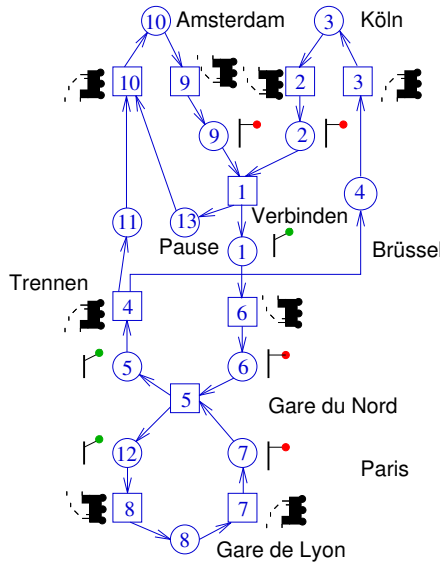 10 Amsterdam 3 Köln
10 9 2 3
9 2
1 4
11 13 Verbinden
Pause 1 Brüssel
Trennen
4 6
5 6
5 Gare du Nord
12 7
Paris
8 7
8 Gare de Lyon